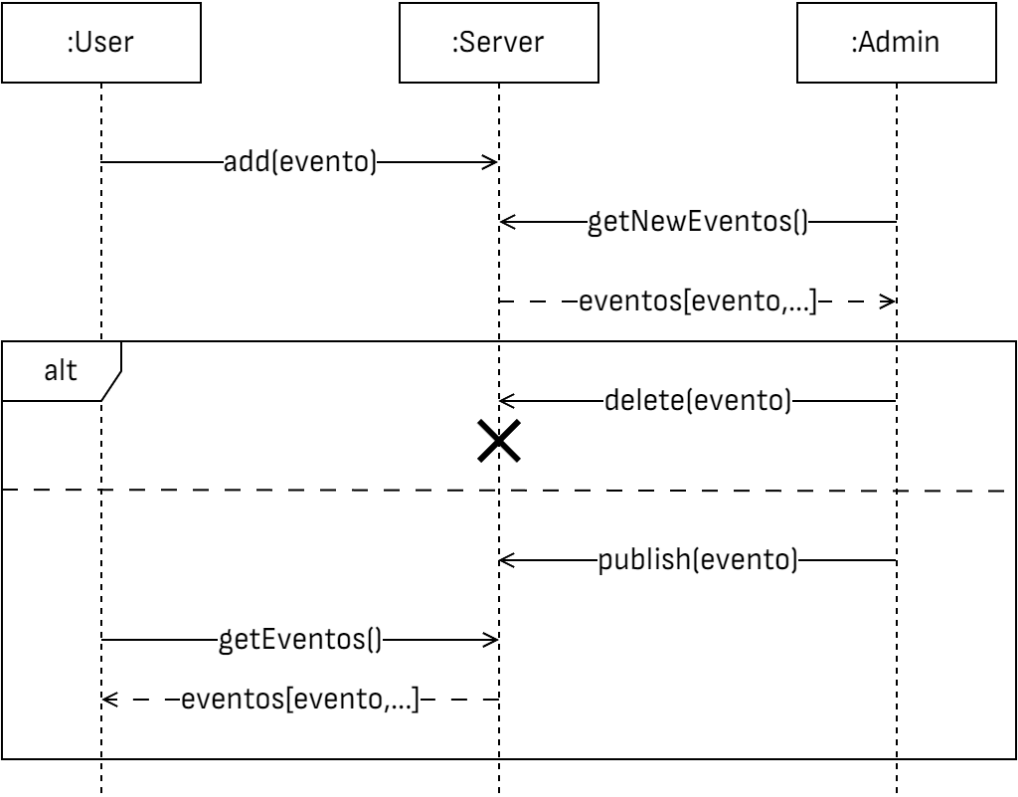 :User
:Server
:Admin
add(evento)
getNewEventos()
eventos[evento,...]
alt
delete(evento)
publish(evento)
getEventos()
eventos[evento,...]